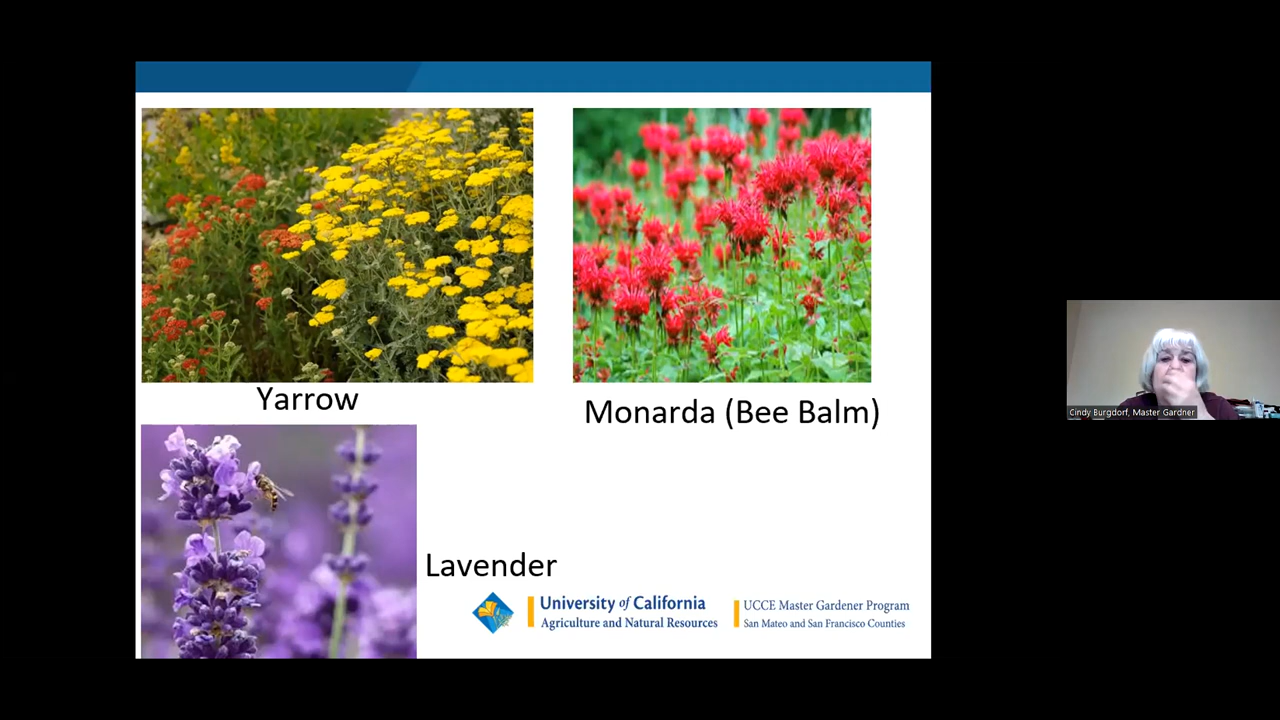 Yarrow
Monarda (Bee Balm)
Lavender
University of California
Agriculture and Natural Resources
UCCE Master Gardener Program
San Mateo and San Francisco Counties
Cindy Burgdorf, Master Gardner